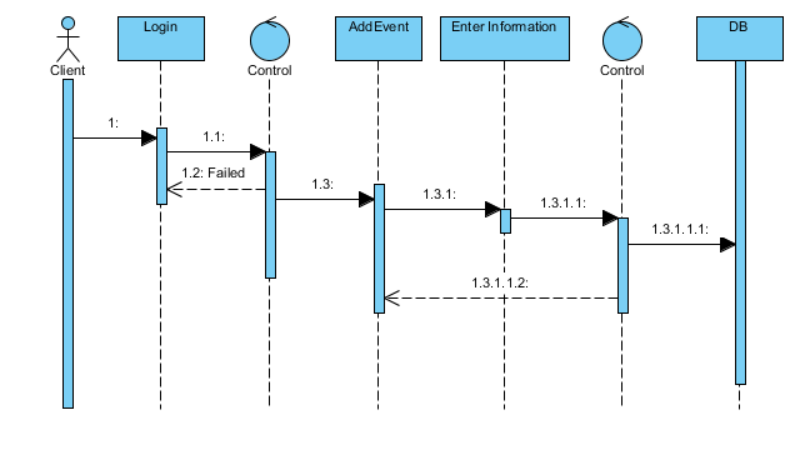 Client
Login
Control
AddEvent
Enter Information
Control
DB
1:
1.1:
1.2: Failed
1.3:
1.3.1:
1.3.1.1:
1.3.1.1.1:
1.3.1.1.2: